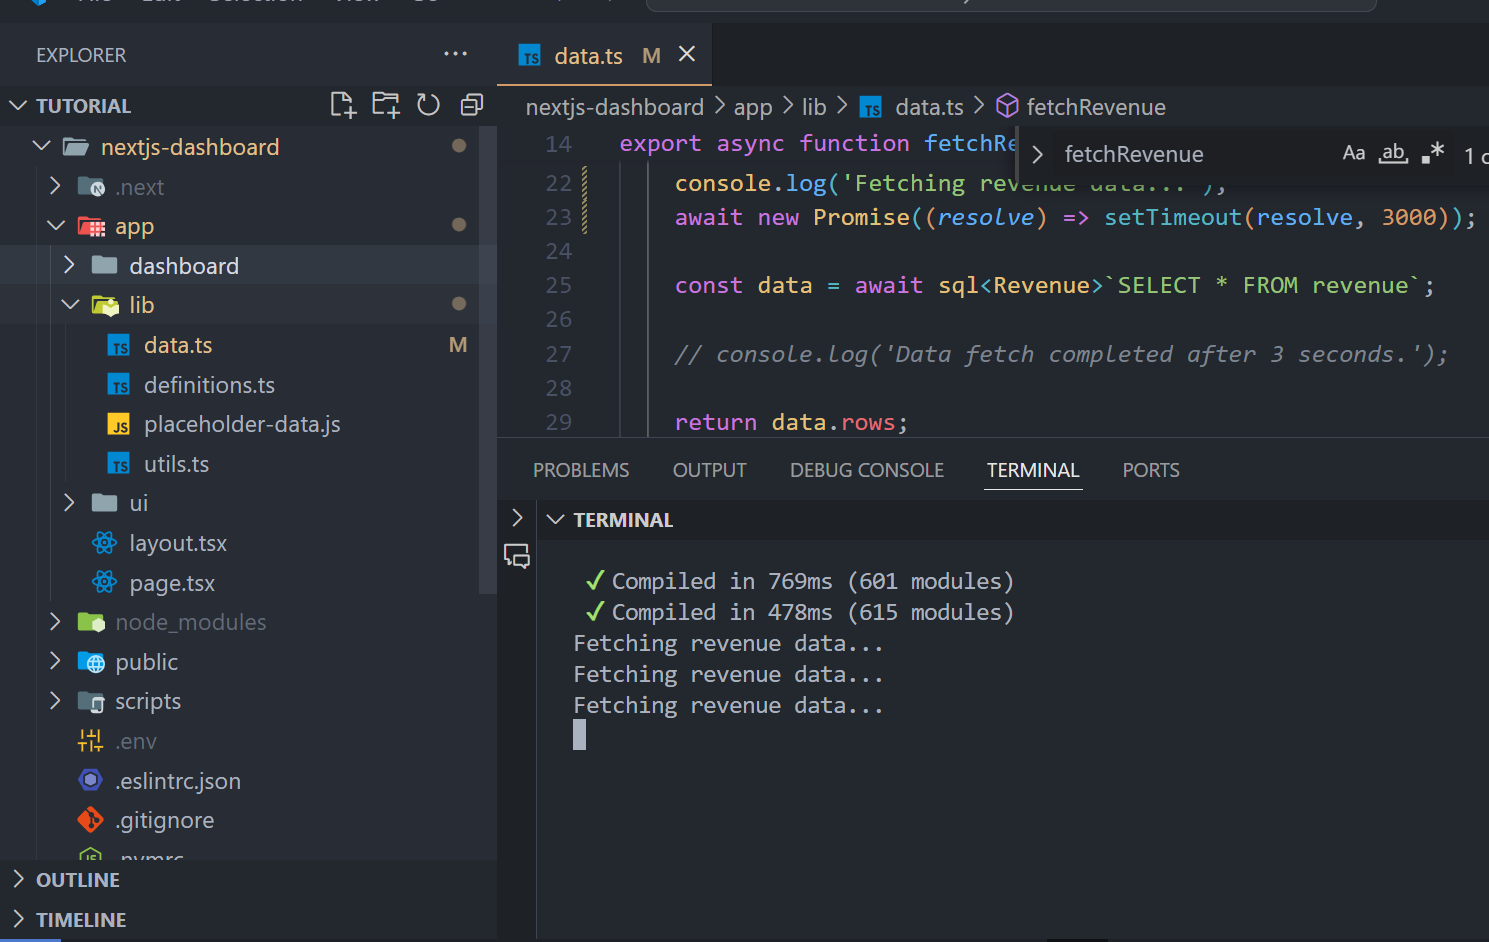 EXPLORER
TUTORIAL
nextjs-dashboard
.next
app
dashboard
lib
data.ts M
definitions.ts
placeholder-data.js
utils.ts
ui
layout.tsx
page.tsx
node_modules
public
scripts
.env
.eslintrc.json
.gitignore
.nvmrc
OUTLINE
TIMELINE
data.ts M
nextjs-dashboard > app > lib > data.ts > fetchRevenue
fetchRevenue Aa ab 1
14 export async function fetchRe
22 console.log('Fetching revenue data...');
23 await new Promise((resolve) => setTimeout(resolve, 3000));
24
25 const data = await sql<Revenue>`SELECT * FROM revenue`;
26
27 // console.log('Data fetch completed after 3 seconds.');
28
29 return data.rows;
PROBLEMS OUTPUT DEBUG CONSOLE TERMINAL PORTS
TERMINAL
✓ Compiled in 769ms (601 modules)
✓ Compiled in 478ms (615 modules)
Fetching revenue data...
Fetching revenue data...
Fetching revenue data...